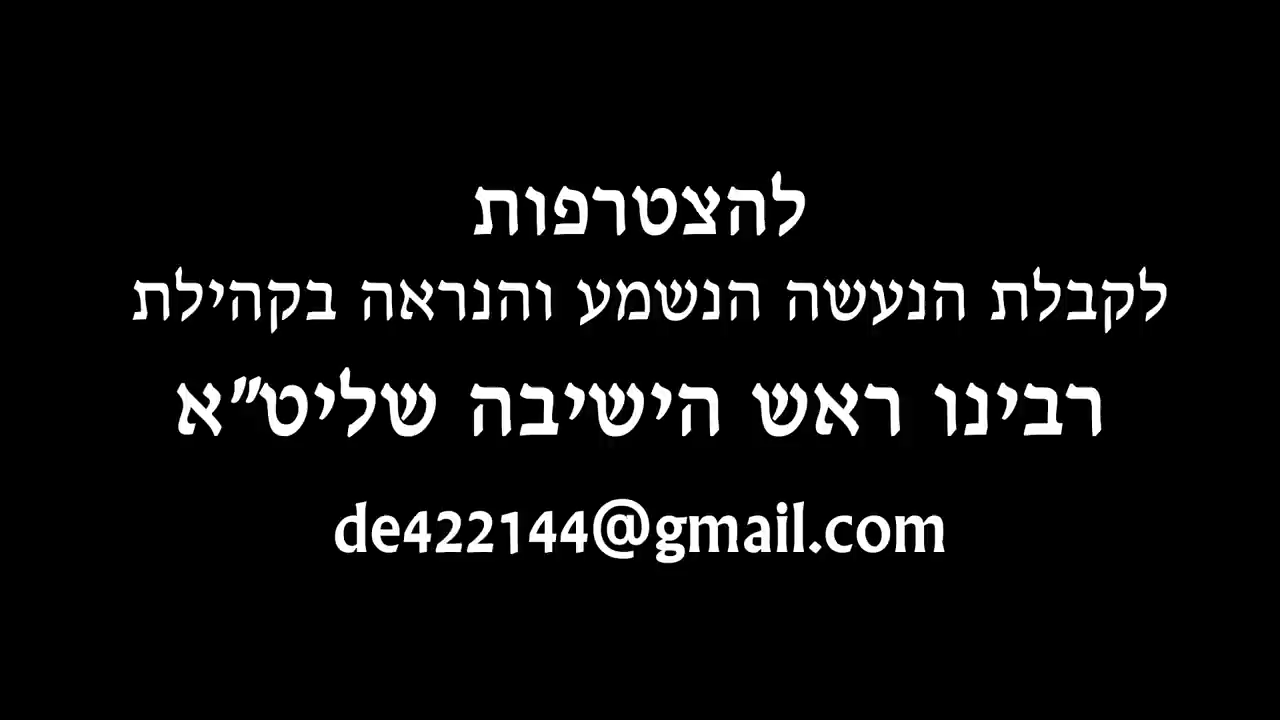 להצטרפות
לקבלת הנעשה הנשמע והנראה בקהילת
רבינו ראש הישיבה שליט"א
de422144@gmail.com